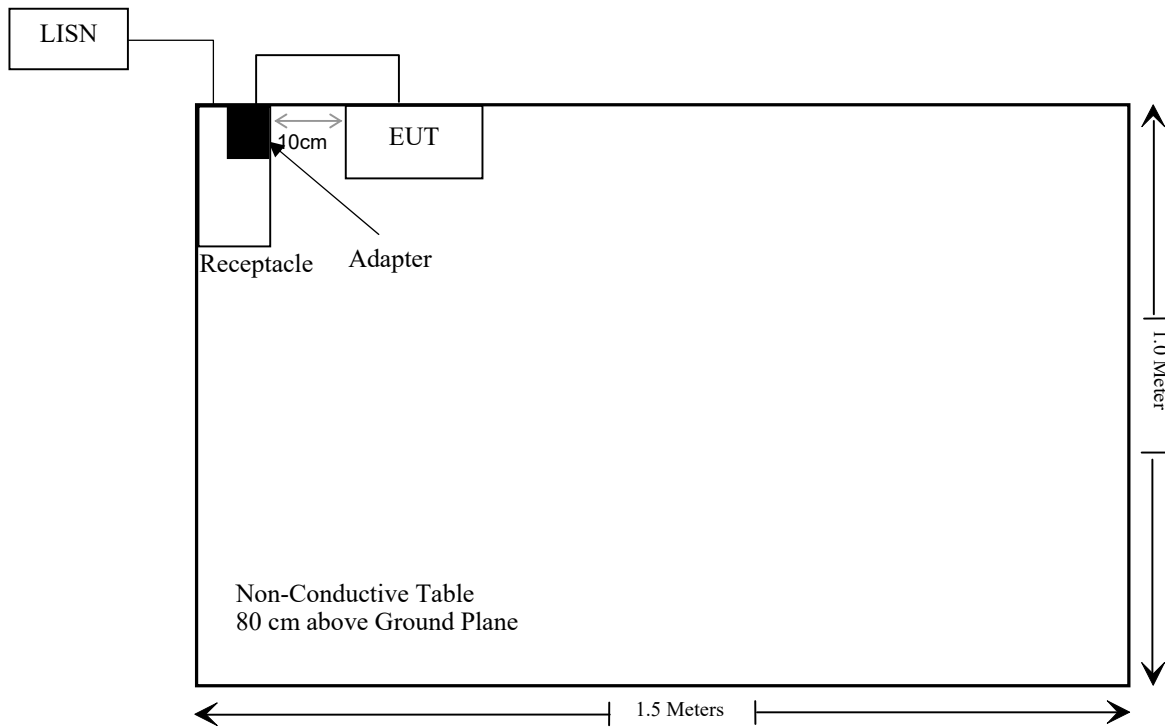 LISN
10cm
EUT
Receptacle
Adapter
1.0 Meter
Non-Conductive Table
80 cm above Ground Plane
1.5 Meters